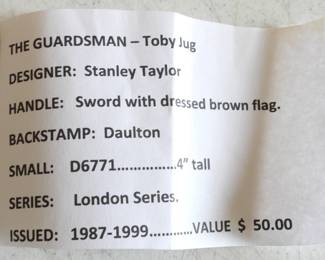 THE GUARDSMAN – Toby Jug
DESIGNER: Stanley Taylor
HANDLE: Sword with dressed brown flag.
BACKSTAMP: Daulton
SMALL: D6771...............4" tall
SERIES: London Series.
ISSUED: 1987-1999...........VALUE $ 50.00